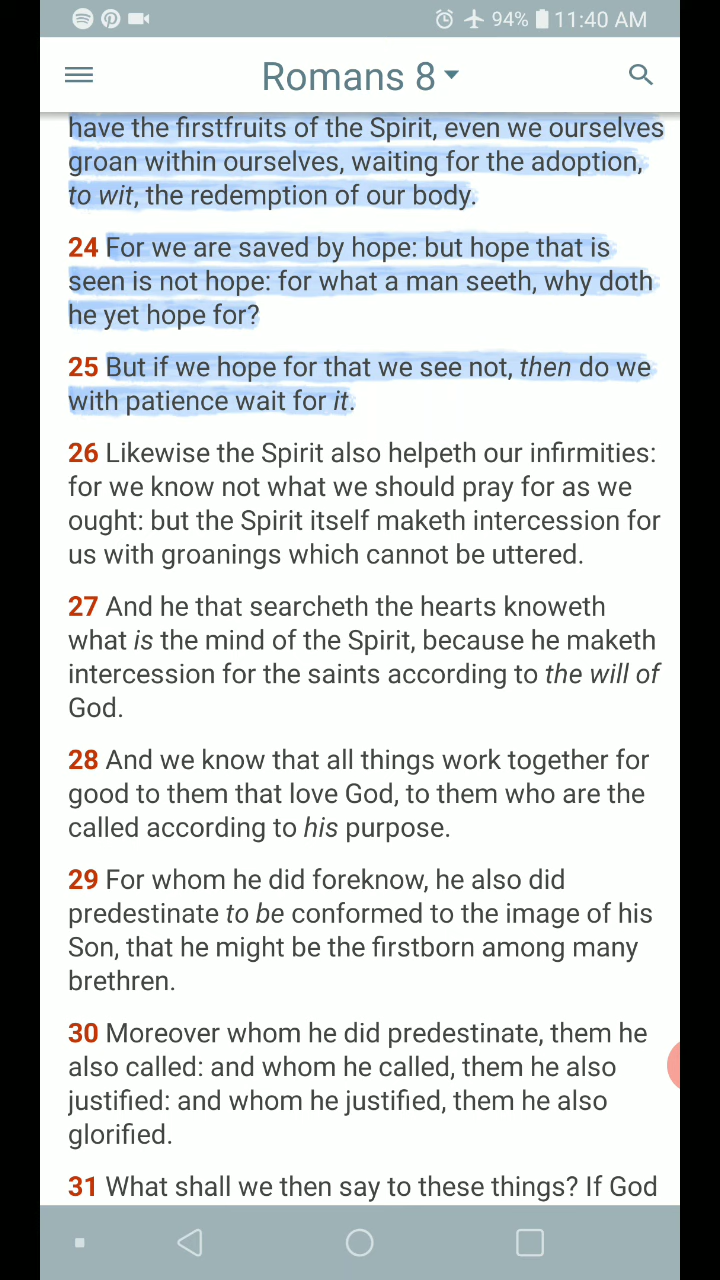 94% 11:40 AM
Romans 8
have the firstfruits of the Spirit, even we ourselves
groan within ourselves, waiting for the adoption,
to wit, the redemption of our body.
24 For we are saved by hope: but hope that is
seen is not hope: for what a man seeth, why doth
he yet hope for?
25 But if we hope for that we see not, then do we
with patience wait for it.
26 Likewise the Spirit also helpeth our infirmities:
for we know not what we should pray for as we
ought: but the Spirit itself maketh intercession for
us with groanings which cannot be uttered.
27 And he that searcheth the hearts knoweth
what is the mind of the Spirit, because he maketh
intercession for the saints according to the will of
God.
28 And we know that all things work together for
good to them that love God, to them who are the
called according to his purpose.
29 For whom he did foreknow, he also did
predestinate to be conformed to the image of his
Son, that he might be the firstborn among many
brethren.
30 Moreover whom he did predestinate, them he
also called: and whom he called, them he also
justified: and whom he justified, them he also
glorified.
31 What shall we then say to these things? If God